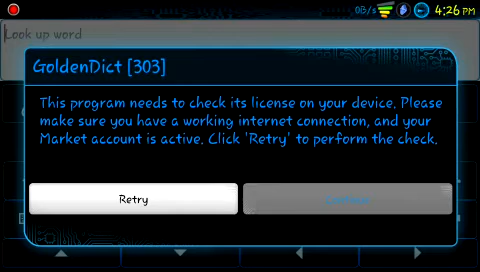 0B/s 4:26 PM
Look up word
GoldenDict [303]
This program needs to check its license on your device. Please
make sure you have a working internet connection, and your
Market account is active. Click 'Retry' to perform the check.
Retry